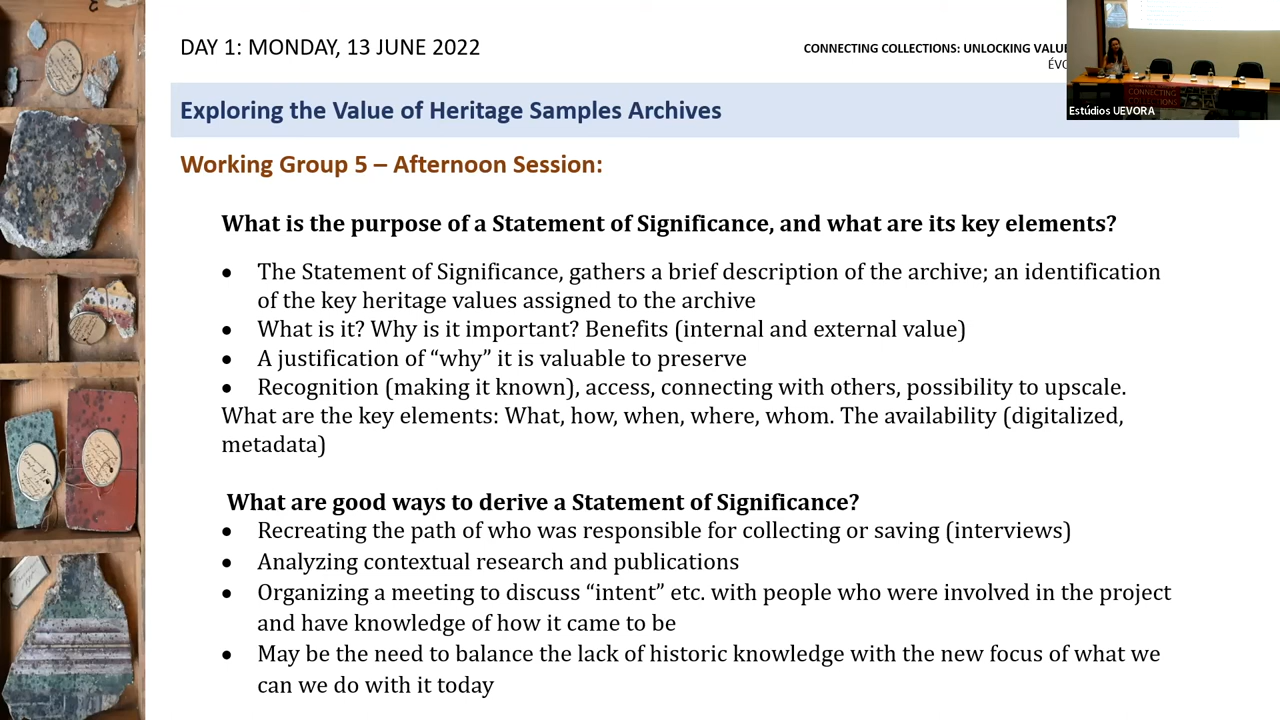 DAY 1: MONDAY, 13 JUNE 2022
CONNECTING COLLECTIONS: UNLOCKING VALUE
ÉVO
Estúdios UEVORA
CONNECTING
Exploring the Value of Heritage Samples Archives
Working Group 5 – Afternoon Session:
What is the purpose of a Statement of Significance, and what are its key elements?
• The Statement of Significance, gathers a brief description of the archive; an identification
of the key heritage values assigned to the archive
• What is it? Why is it important? Benefits (internal and external value)
• A justification of “why” it is valuable to preserve
• Recognition (making it known), access, connecting with others, possibility to upscale.
What are the key elements: What, how, when, where, whom. The availability (digitalized,
metadata)
What are good ways to derive a Statement of Significance?
• Recreating the path of who was responsible for collecting or saving (interviews)
• Analyzing contextual research and publications
• Organizing a meeting to discuss “intent” etc. with people who were involved in the project
and have knowledge of how it came to be
• May be the need to balance the lack of historic knowledge with the new focus of what we
can we do with it today